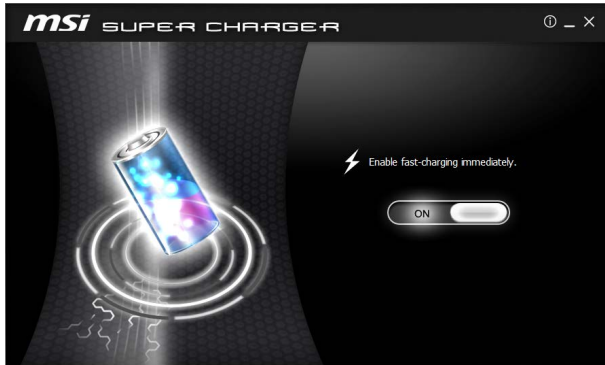 msi SUPER CHARGER
Enable fast-charging immediately.
ON